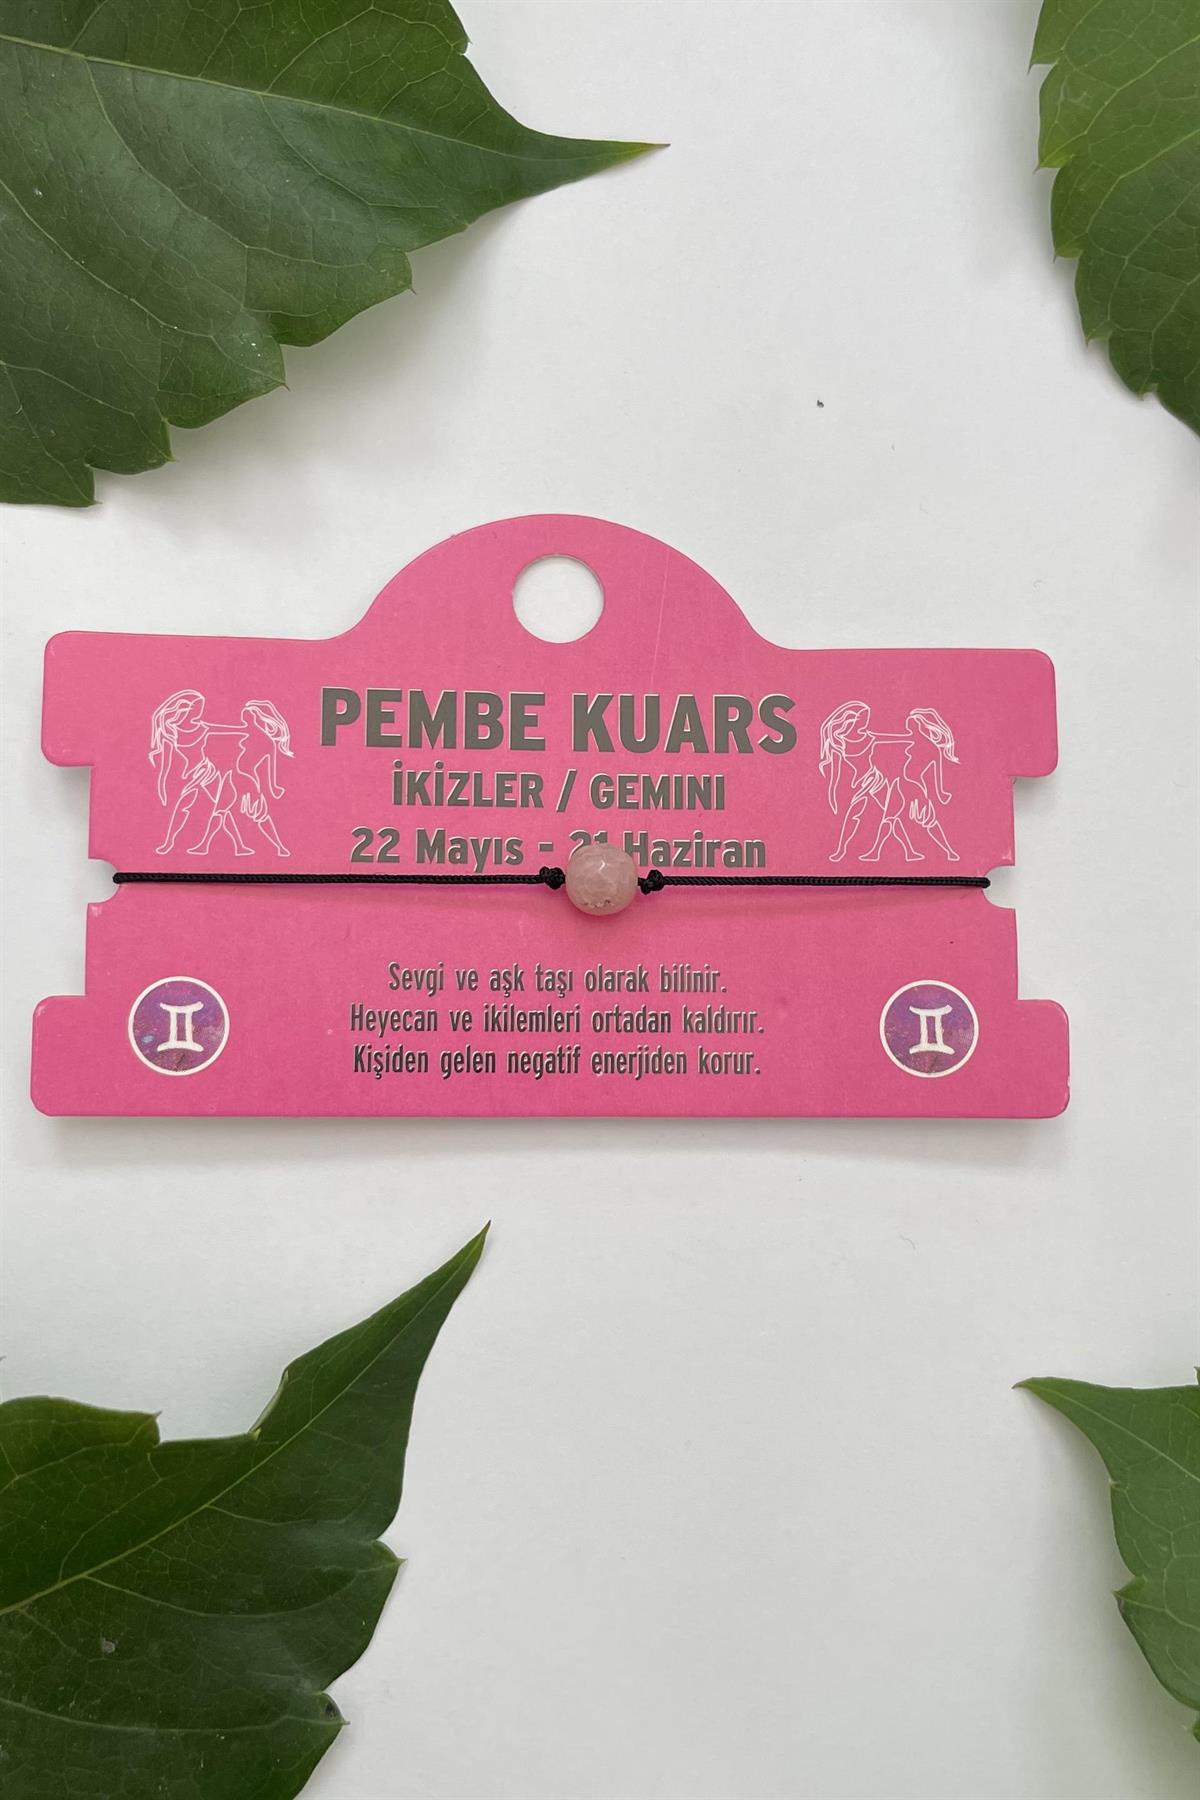 PEMBE KUARS
İKİZLER / GEMINI
22 Mayıs - 21 Haziran
Sevgi ve aşk taşı olarak bilinir.
Heyecan ve ikilemleri ortadan kaldırır.
Kişiden gelen negatif enerjiden korur.